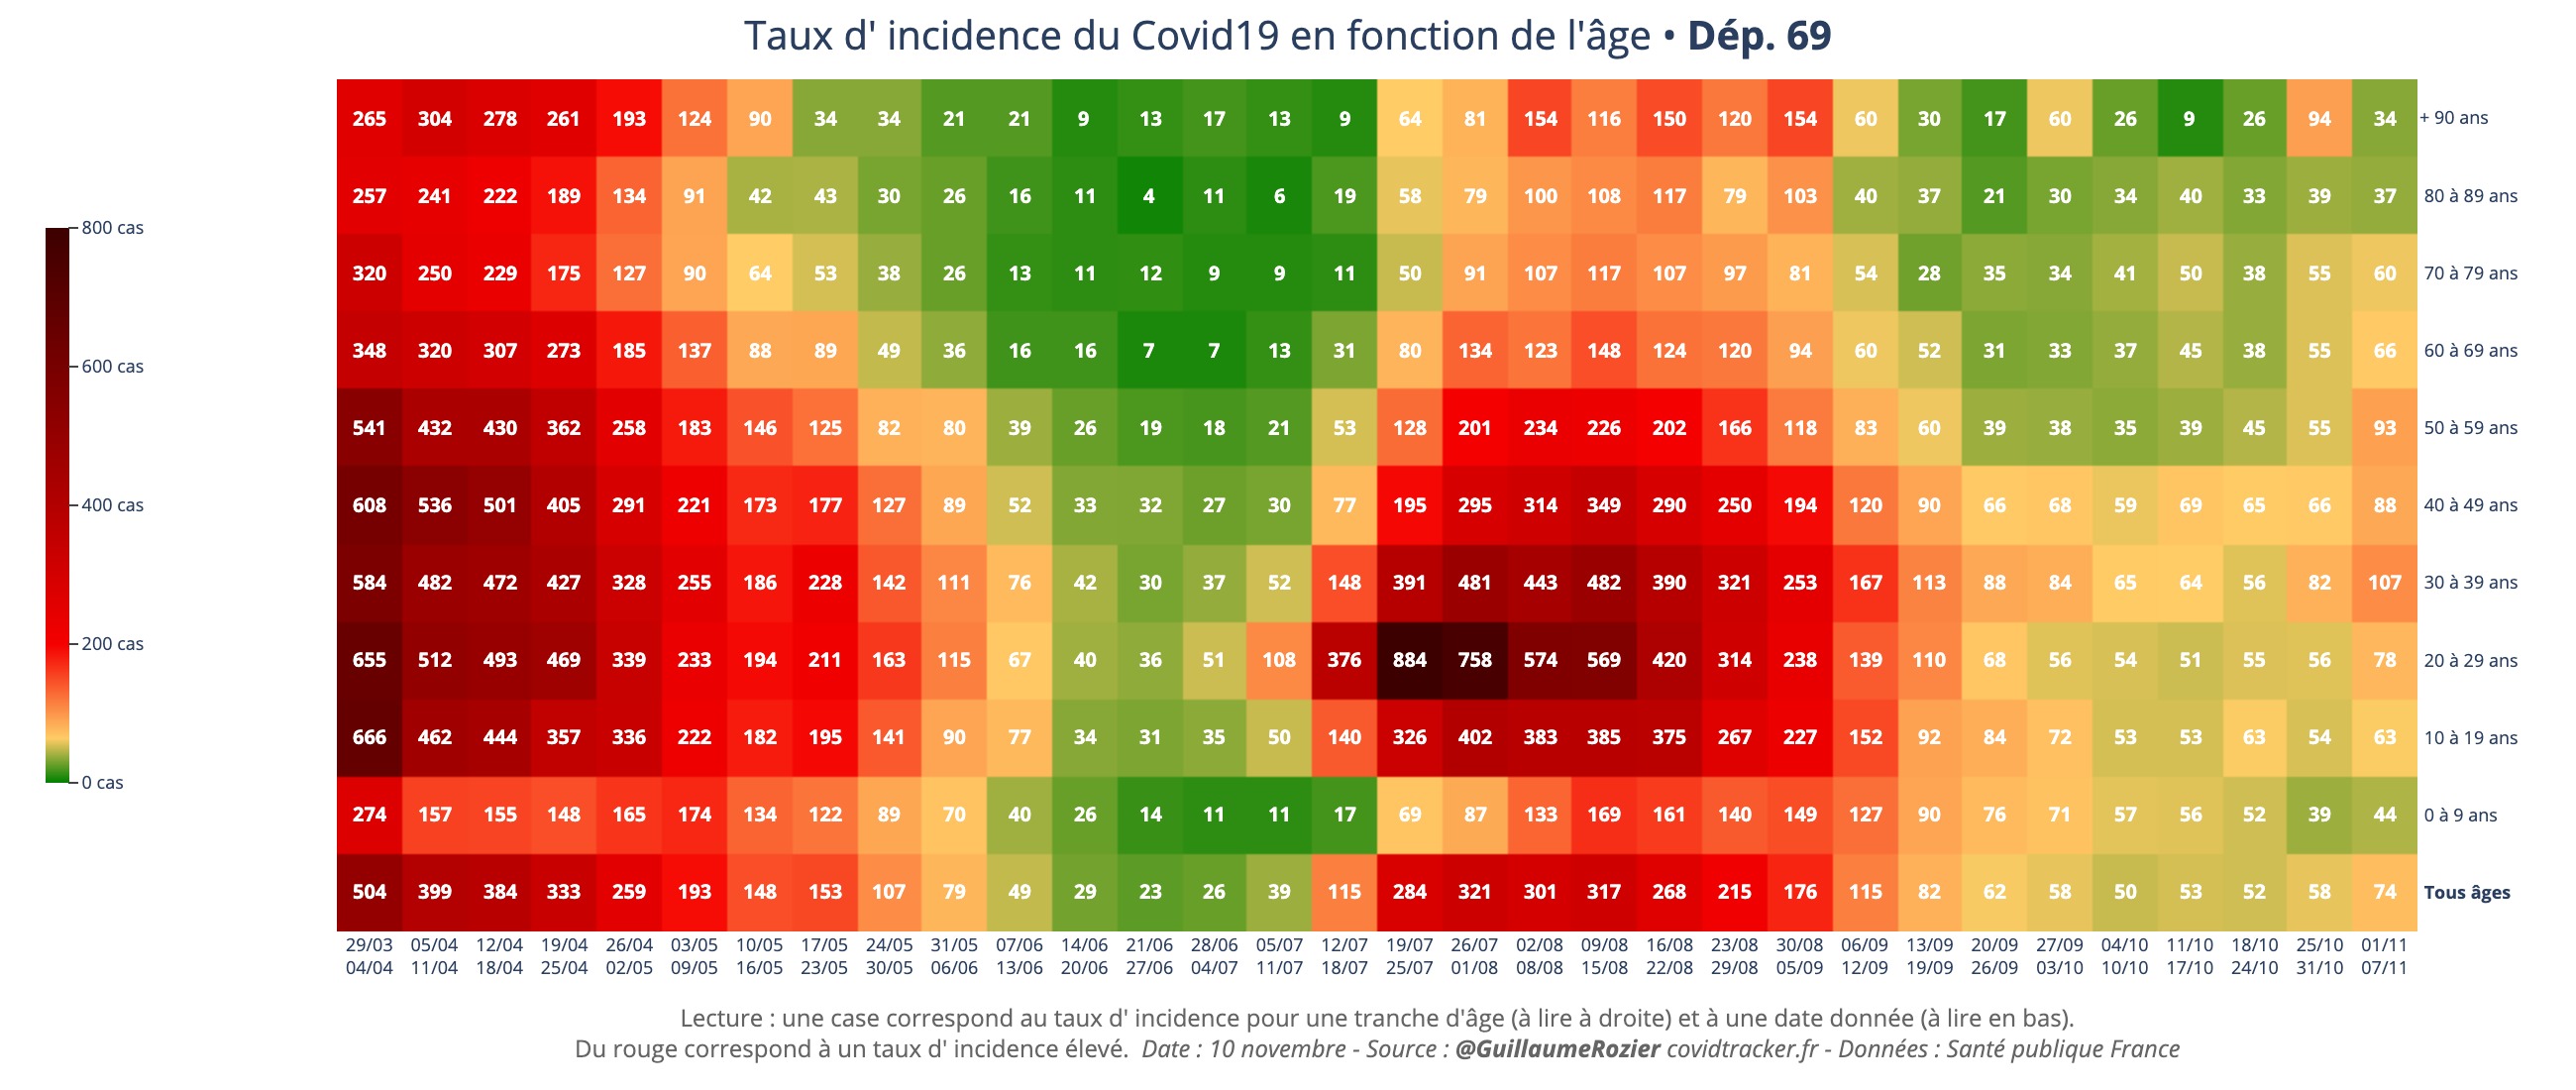 Taux d' incidence du Covid19 en fonction de l'âge • Dép. 69
800 cas
600 cas
400 cas
200 cas
0 cas
265 304 278 261 193 124 90 34 34 21 21 9 13 17 13 9 64 81 154 116 150 120 154 60 30 17 60 26 9 26 94 34 + 90 ans
257 241 222 189 134 91 42 43 30 26 16 11 4 11 6 19 58 79 100 108 117 79 103 40 37 21 30 34 40 33 39 37 80 à 89 ans
320 250 229 175 127 90 64 53 38 26 13 11 12 9 9 11 50 91 107 117 107 97 81 54 28 35 34 41 50 38 55 60 70 à 79 ans
348 320 307 273 185 137 88 89 49 36 16 16 7 7 13 31 80 134 123 148 124 120 94 60 52 31 33 37 45 38 55 66 60 à 69 ans
541 432 430 362 258 183 146 125 82 80 39 26 19 18 21 53 128 201 234 226 202 166 118 83 60 39 38 35 39 45 55 93 50 à 59 ans
608 536 501 405 291 221 173 177 127 89 52 33 32 27 30 77 195 295 314 349 290 250 194 120 90 66 68 59 69 65 66 88 40 à 49 ans
584 482 472 427 328 255 186 228 142 111 76 42 30 37 52 148 391 481 443 482 390 321 253 167 113 88 84 65 64 56 82 107 30 à 39 ans
655 512 493 469 339 233 194 211 163 115 67 40 36 51 108 376 884 758 574 569 420 314 238 139 110 68 56 54 51 55 56 78 20 à 29 ans
666 462 444 357 336 222 182 195 141 90 77 34 31 35 50 140 326 402 383 385 375 267 227 152 92 84 72 53 53 63 54 63 10 à 19 ans
274 157 155 148 165 174 134 122 89 70 40 26 14 11 11 17 69 87 133 169 161 140 149 127 90 76 71 57 56 52 39 44 0 à 9 ans
504 399 384 333 259 193 148 153 107 79 49 29 23 26 39 115 284 321 301 317 268 215 176 115 82 62 58 50 53 52 58 74 Tous âges
29/03 05/04 12/04 19/04 26/04 03/05 10/05 17/05 24/05 31/05 07/06 14/06 21/06 28/06 05/07 12/07 19/07 26/07 02/08 09/08 16/08 23/08 30/08 06/09 13/09 20/09 27/09 04/10 11/10 18/10 25/10 01/11
04/04 11/04 18/04 25/04 02/05 09/05 16/05 23/05 30/05 06/06 13/06 20/06 27/06 04/07 11/07 18/07 25/07 01/08 08/08 15/08 22/08 29/08 05/09 12/09 19/09 26/09 03/10 10/10 17/10 24/10 31/10 07/11
Lecture : une case correspond au taux d' incidence pour une tranche d'âge (à lire à droite) et à une date donnée (à lire en bas).
Du rouge correspond à un taux d' incidence élevé. Date : 10 novembre - Source : @GuillaumeRozier covidtracker.fr - Données : Santé publique France